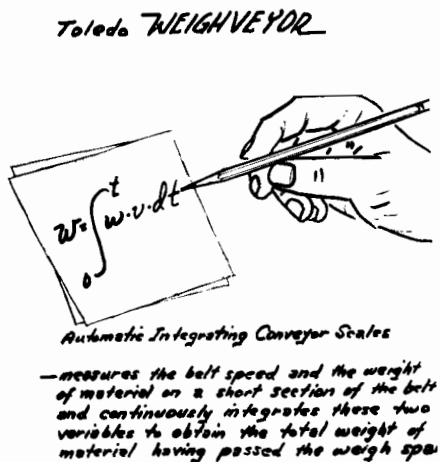 Toledo WEIGHVEYOR
W = ∫₀ᵗ w·v·dt
Automatic Integrating Conveyor Scales
—measures the belt speed and the weight
of material on a short section of the belt
and continuously integrates these two
variables to obtain the total weight of
material having passed the weigh